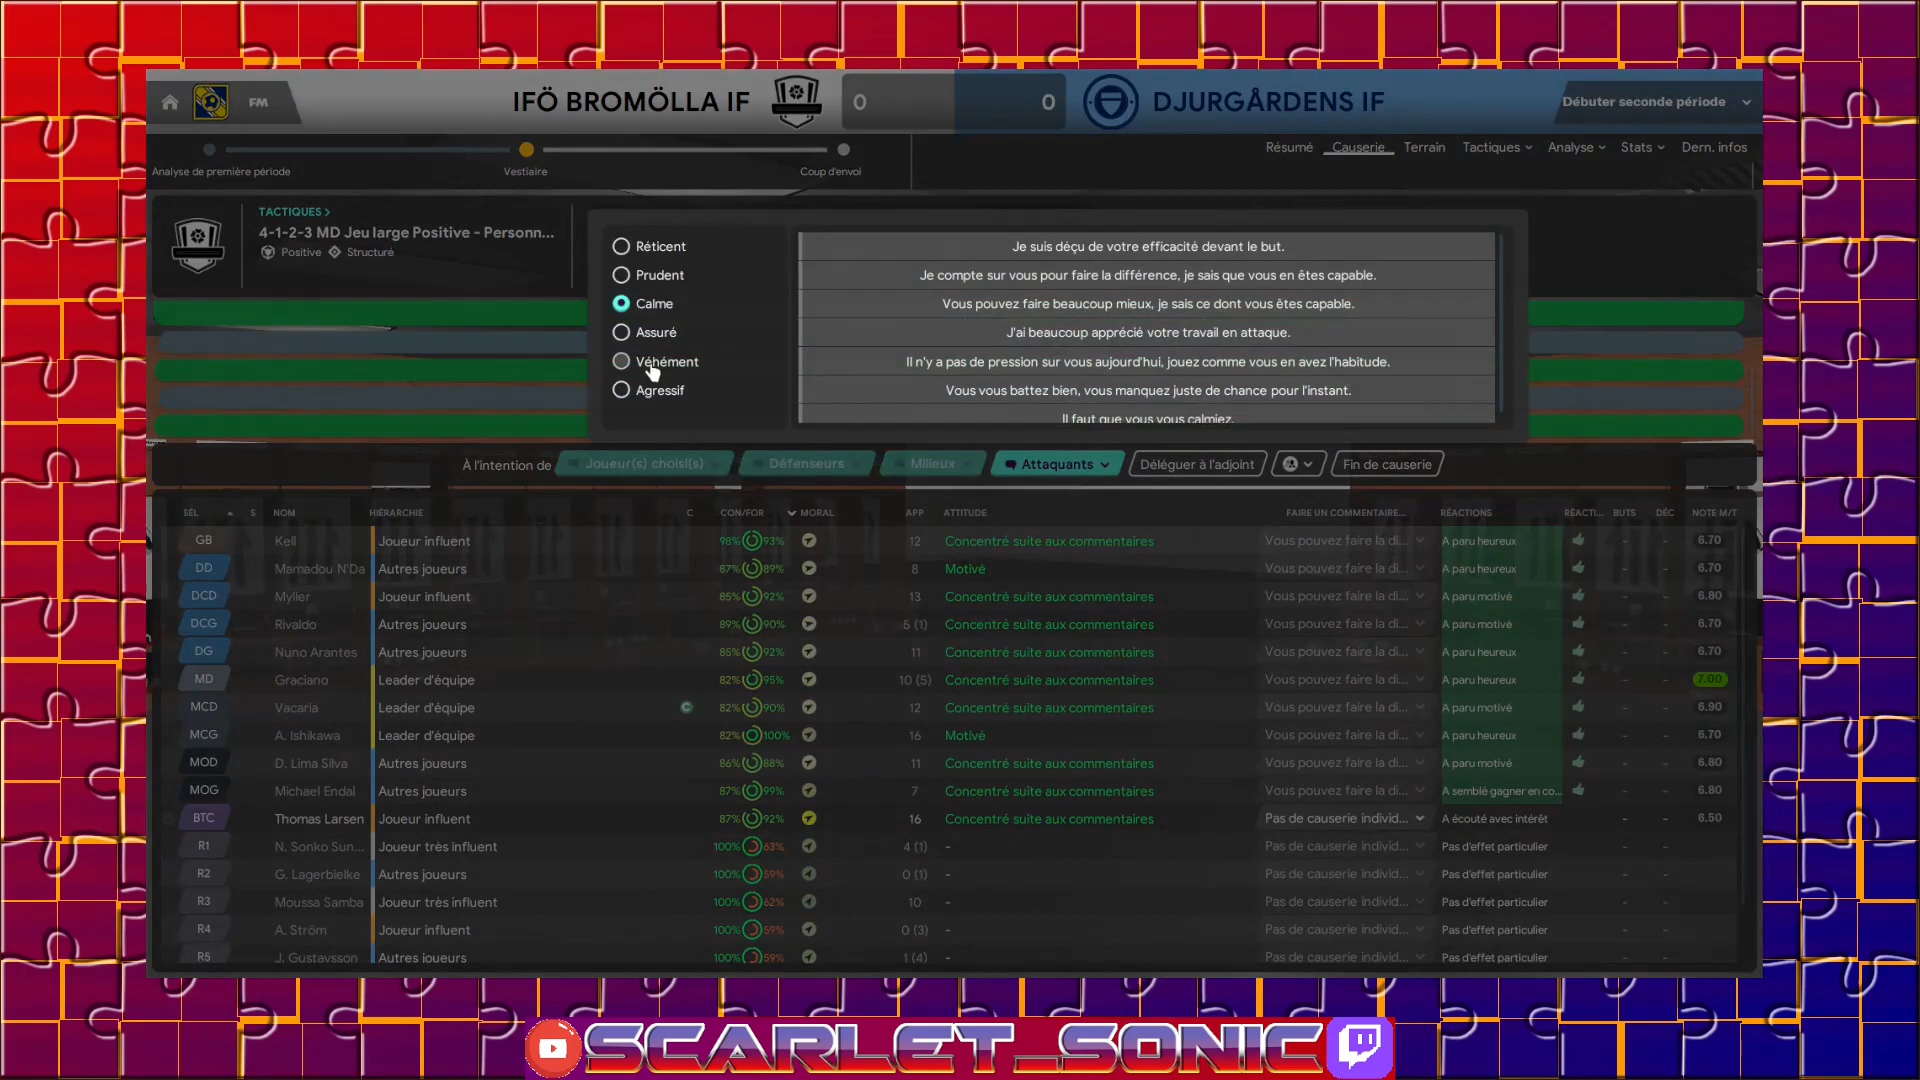 FM
IFÖ BROMÖLLA IF
0
0
DJURGÅRDENS IF
Débuter seconde période
Analyse de première période
Vestiaire
Coup d'envoi
Résumé
Causerie
Terrain
Tactiques
Analyse
Stats
Dern. infos
TACTIQUES >
4-1-2-3 MD Jeu large Positive - Personn...
Positive
Structuré
Réticent
Prudent
Calme
Assuré
Véhément
Agressif
Je suis déçu de votre efficacité devant le but.
Je compte sur vous pour faire la différence, je sais que vous en êtes capable.
Vous pouvez faire beaucoup mieux, je sais ce dont vous êtes capable.
J'ai beaucoup apprécié votre travail en attaque.
Il n'y a pas de pression sur vous aujourd'hui, jouez comme vous en avez l'habitude.
Vous vous battez bien, vous manquez juste de chance pour l'instant.
Il faut que vous vous calmiez.
À l'intention de
Joueur(s) choisi(s)
Défenseurs
Milieux
Attaquants
Déléguer à l'adjoint
Fin de causerie
SÉL S NOM HIÉRARCHIE C CON/FOR MORAL APP ATTITUDE FAIRE UN COMMENTAIRE... RÉACTIONS RÉACTI... BUTS DÉC NOTE M/T
GB Kell Joueur influent 98% 93% 12 Concentré suite aux commentaires Vous pouvez faire la di... A paru heureux - - 6.70
DD Mamadou N'Da Autres joueurs 87% 89% 8 Motivé Vous pouvez faire la di... A paru heureux - - 6.70
DCD Mylier Joueur influent 85% 92% 13 Concentré suite aux commentaires Vous pouvez faire la di... A paru motivé - - 6.80
DCG Rivaldo Autres joueurs 89% 90% 5 (1) Concentré suite aux commentaires Vous pouvez faire la di... A paru motivé - - 6.70
DG Nuno Arantes Autres joueurs 85% 92% 11 Concentré suite aux commentaires Vous pouvez faire la di... A paru heureux - - 6.70
MD Graciano Leader d'équipe 82% 95% 10 (5) Concentré suite aux commentaires Vous pouvez faire la di... A paru heureux - - 7.00
MCD Vacaria Leader d'équipe C 82% 90% 12 Concentré suite aux commentaires Vous pouvez faire la di... A paru motivé - - 6.90
MCG A. Ishikawa Leader d'équipe 82% 100% 16 Motivé Vous pouvez faire la di... A paru heureux - - 6.70
MOD D. Lima Silva Autres joueurs 86% 88% 11 Concentré suite aux commentaires Vous pouvez faire la di... A paru motivé - - 6.80
MOG Michael Endal Autres joueurs 87% 99% 7 Concentré suite aux commentaires Vous pouvez faire la di... A semblé gagner en co... - - 6.80
BTC Thomas Larsen Joueur influent 87% 92% 16 Concentré suite aux commentaires Pas de causerie individ... A écouté avec intérêt - - 6.50
R1 N. Sonko Sun... Joueur très influent 100% 63% 4 (1) - Pas de causerie individ... Pas d'effet particulier
R2 G. Lagerbielke Autres joueurs 100% 59% 0 (1) - Pas de causerie individ... Pas d'effet particulier
R3 Moussa Samba Joueur très influent 100% 62% 10 - Pas de causerie individ... Pas d'effet particulier
R4 A. Ström Joueur influent 100% 59% 0 (3) - Pas de causerie individ... Pas d'effet particulier
R5 J. Gustavsson Autres joueurs 100% 59% 1 (4) - Pas de causerie individ... Pas d'effet particulier
SCARLET_SONIC